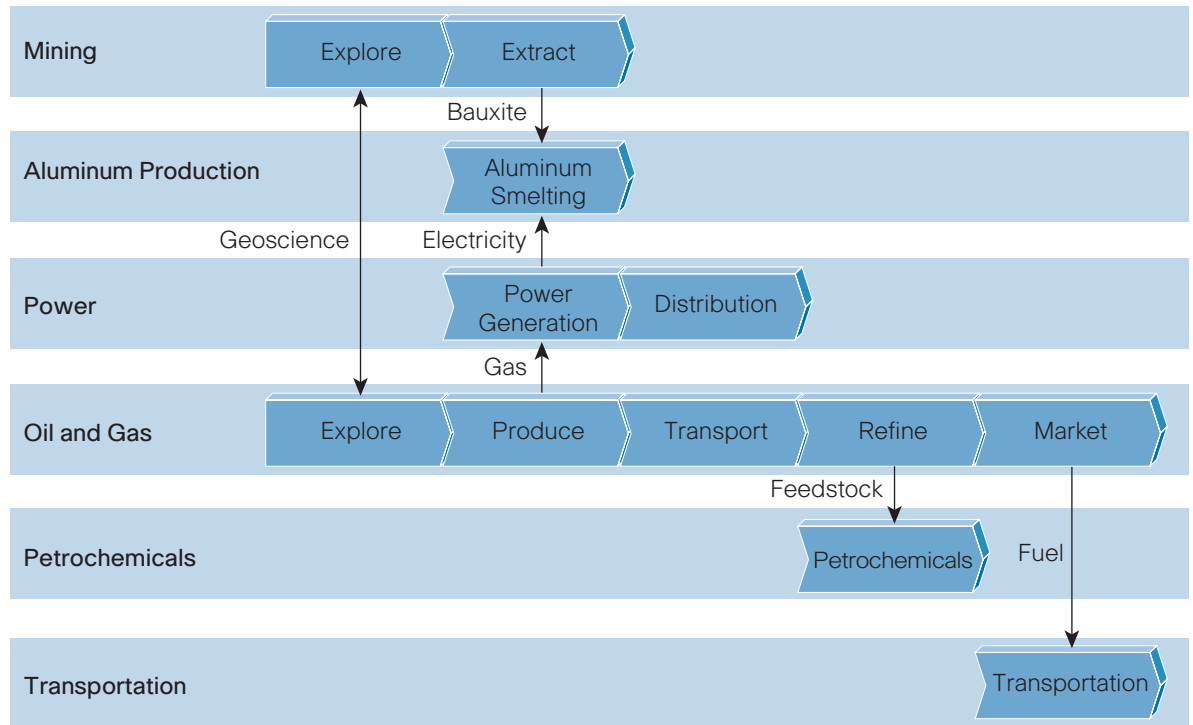 Mining
Explore
Extract
Bauxite
Aluminum Production
Aluminum
Smelting
Geoscience
Electricity
Power
Power
Generation
Distribution
Gas
Oil and Gas
Explore
Produce
Transport
Refine
Market
Feedstock
Petrochemicals
Petrochemicals
Fuel
Transportation
Transportation